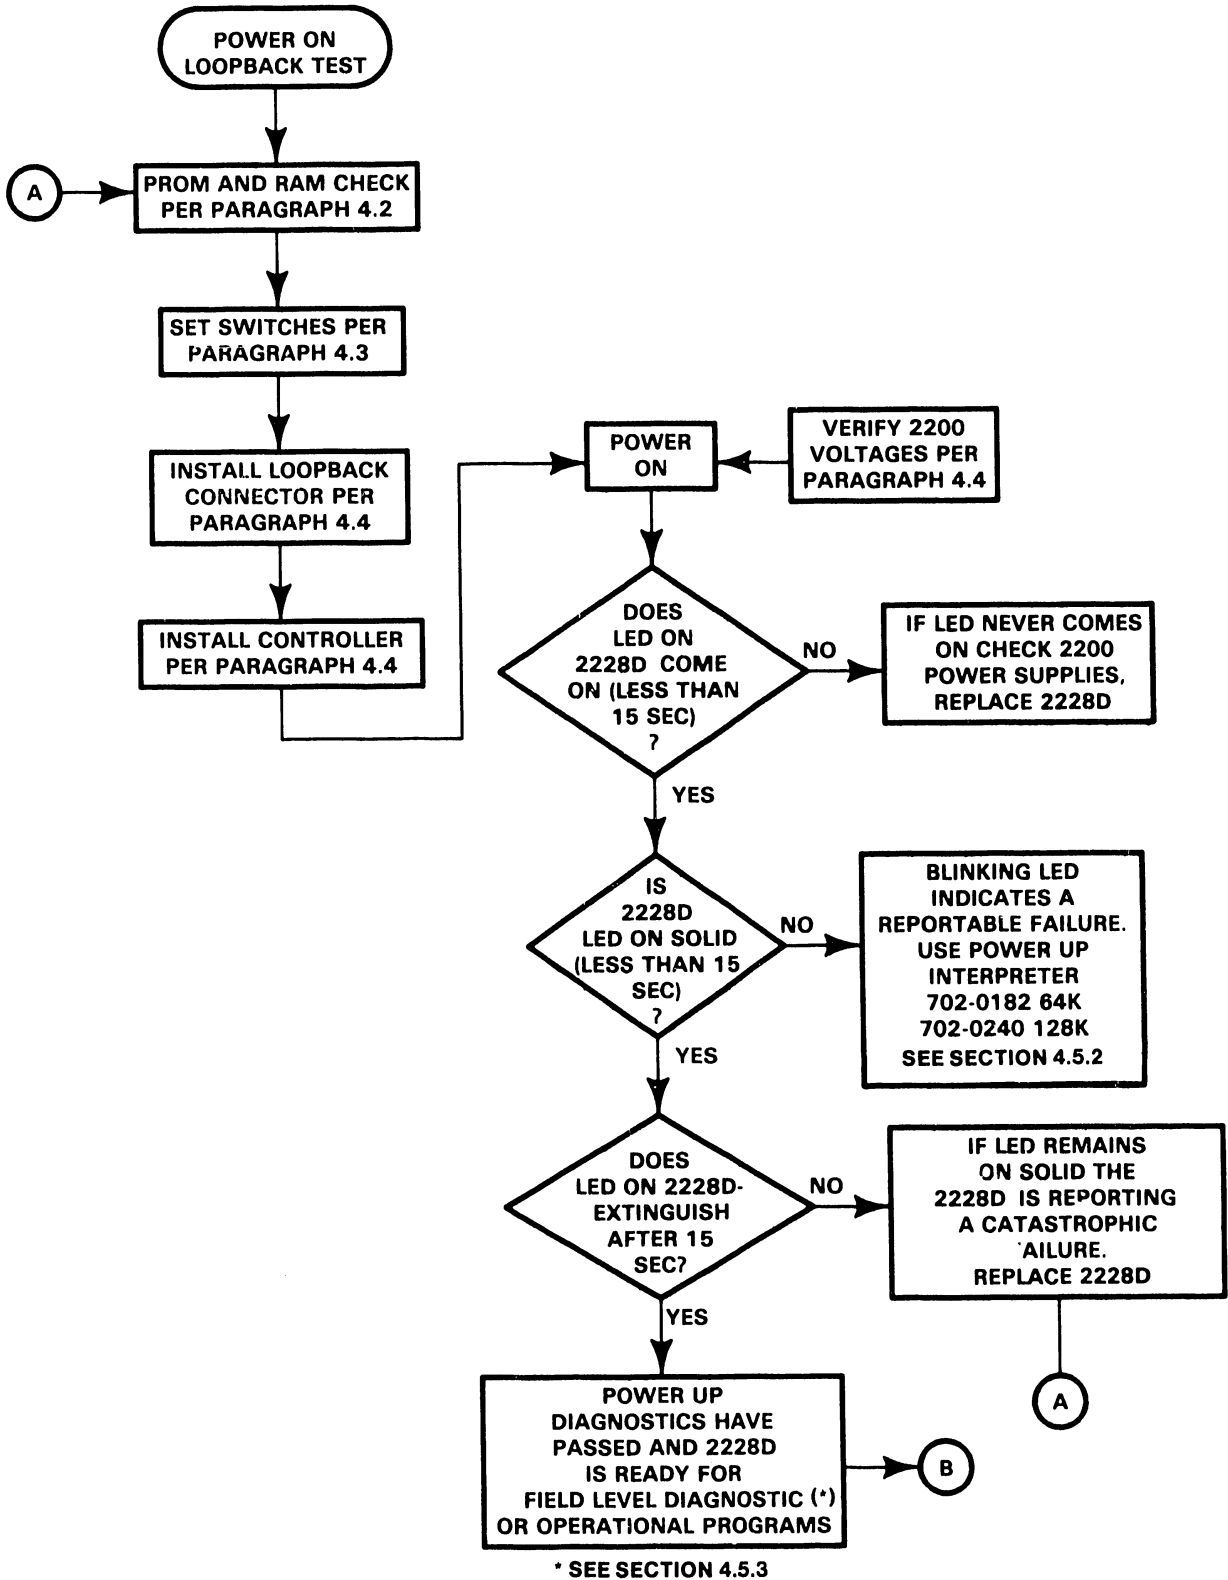 POWER ON
LOOPBACK TEST
A
PROM AND RAM CHECK
PER PARAGRAPH 4.2
SET SWITCHES PER
PARAGRAPH 4.3
INSTALL LOOPBACK
CONNECTOR PER
PARAGRAPH 4.4
INSTALL CONTROLLER
PER PARAGRAPH 4.4
POWER
ON
VERIFY 2200
VOLTAGES PER
PARAGRAPH 4.4
DOES
LED ON
2228D COME
ON (LESS THAN
15 SEC)
?
NO
IF LED NEVER COMES
ON CHECK 2200
POWER SUPPLIES,
REPLACE 2228D
YES
IS
2228D
LED ON SOLID
(LESS THAN 15
SEC)
?
NO
BLINKING LED
INDICATES A
REPORTABLE FAILURE.
USE POWER UP
INTERPRETER
702-0182 64K
702-0240 128K
SEE SECTION 4.5.2
YES
DOES
LED ON 2228D-
EXTINGUISH
AFTER 15
SEC?
NO
IF LED REMAINS
ON SOLID THE
2228D IS REPORTING
A CATASTROPHIC
AILURE.
REPLACE 2228D
A
YES
POWER UP
DIAGNOSTICS HAVE
PASSED AND 2228D
IS READY FOR
FIELD LEVEL DIAGNOSTIC (*)
OR OPERATIONAL PROGRAMS
B
* SEE SECTION 4.5.3